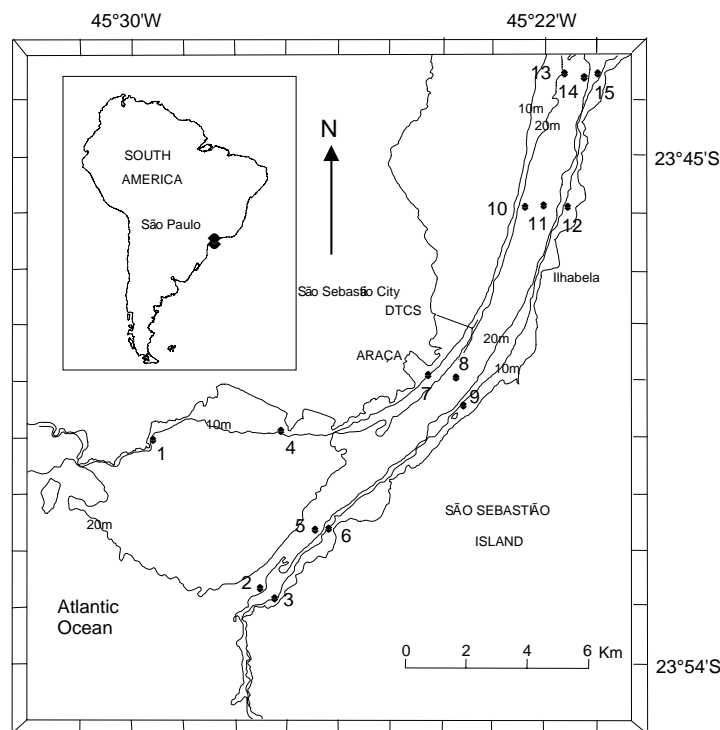 45°30'W
45°22'W
13
14
15
10m
20m
N
SOUTH
AMERICA
23°45'S
São Paulo
10
11
12
Ilhabela
São Sebastião City
DTCS
20m
ARAÇA
8
10m
7
9
10m
4
1
SÃO SEBASTIÃO
20m
5
6
ISLAND
2
3
Atlantic
Ocean
0 2 4 6 Km
23°54'S